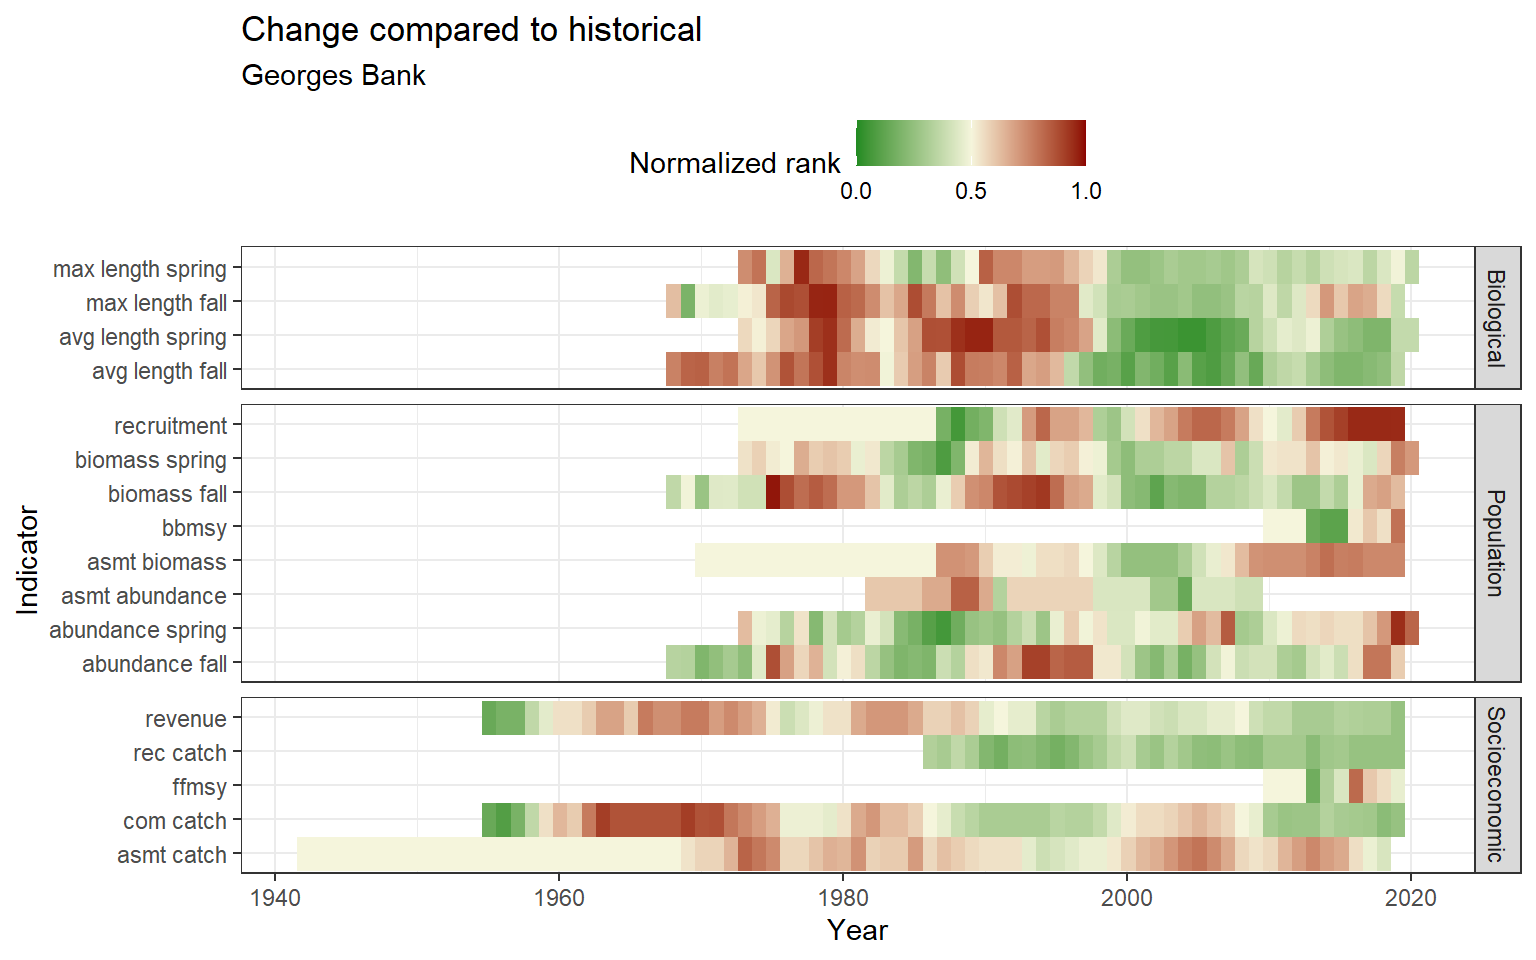 Change compared to historical
Georges Bank
Normalized rank
0.0 0.5 1.0
max length spring
max length fall
avg length spring
avg length fall
Biological
recruitment
biomass spring
biomass fall
bbmsy
asmt biomass
asmt abundance
abundance spring
abundance fall
Population
revenue
rec catch
ffmsy
com catch
asmt catch
Socioeconomic
Indicator
1940 1960 1980 2000 2020
Year